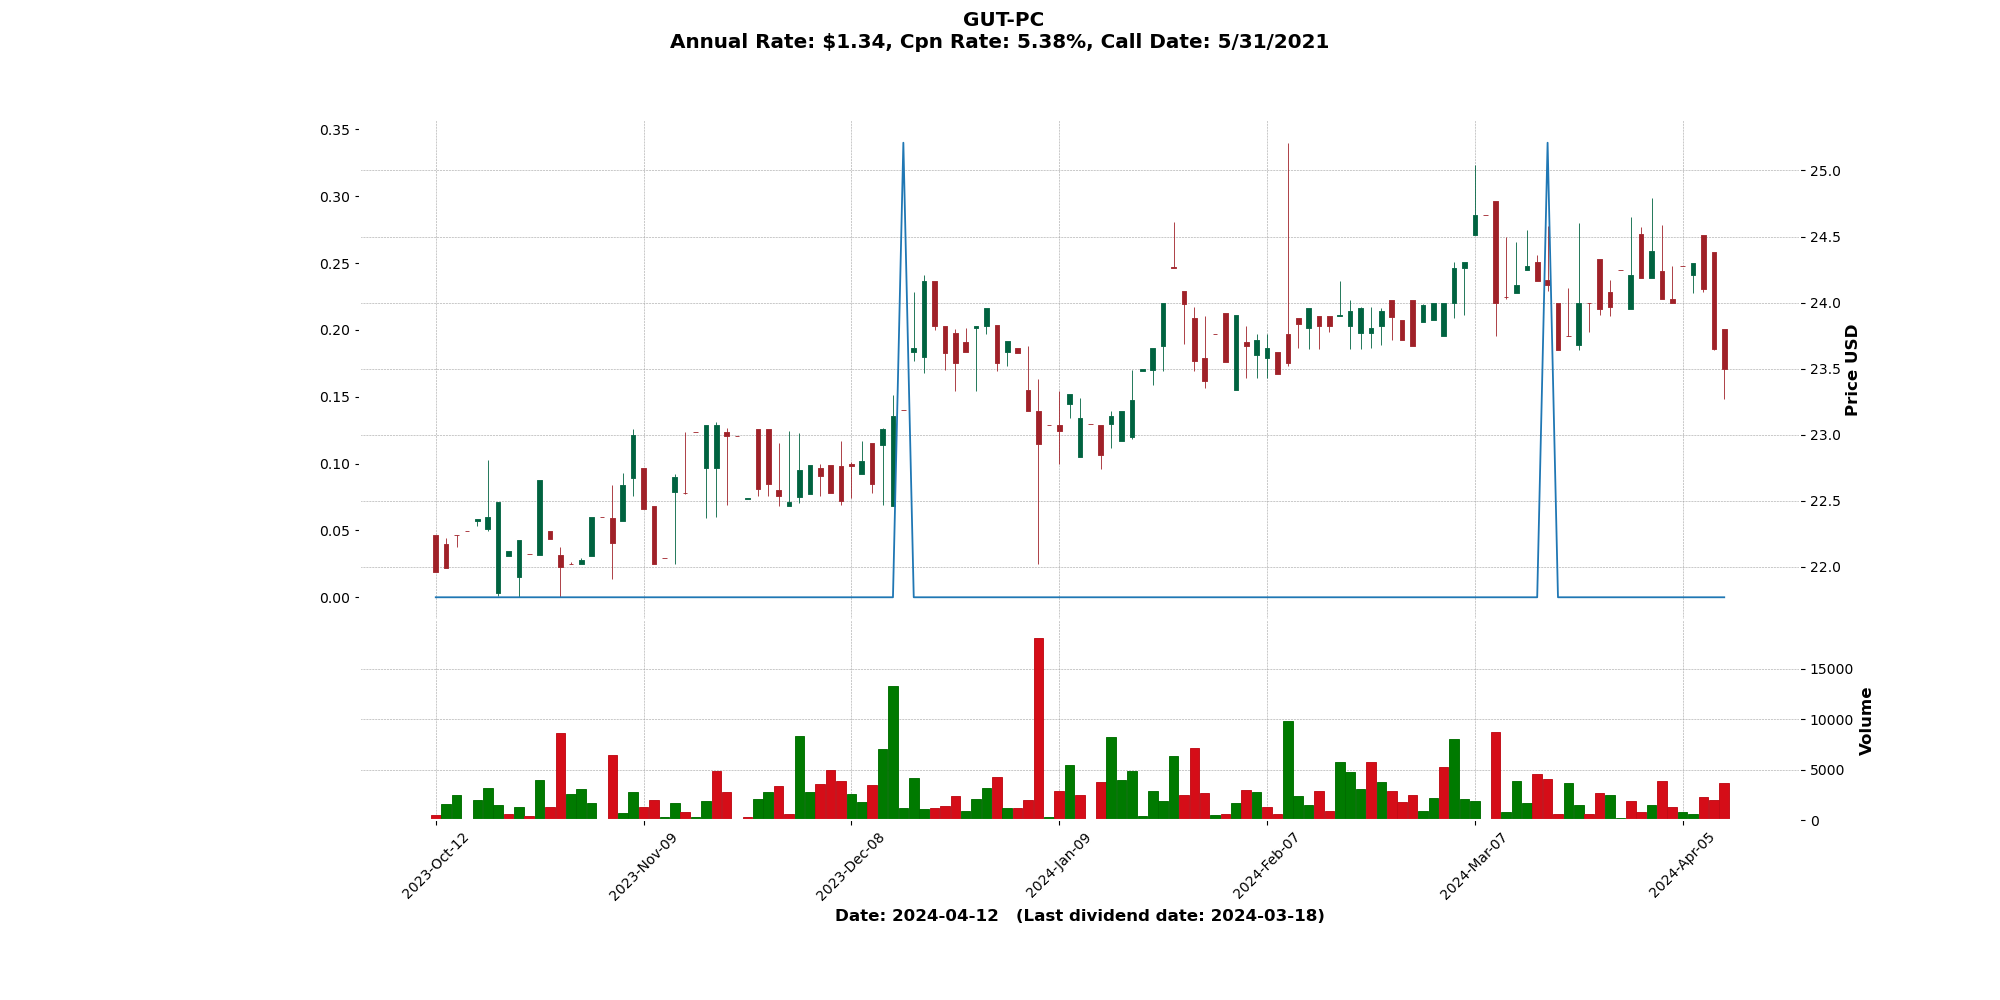 GUT-PC
Annual Rate: $1.34, Cpn Rate: 5.38%, Call Date: 5/31/2021
0.35
0.30
0.25
0.20
0.15
0.10
0.05
0.00
25.0
24.5
24.0
23.5
23.0
22.5
22.0
Price USD
15000
10000
5000
0
Volume
2023-Oct-12
2023-Nov-09
2023-Dec-08
2024-Jan-09
2024-Feb-07
2024-Mar-07
2024-Apr-05
Date: 2024-04-12 (Last dividend date: 2024-03-18)